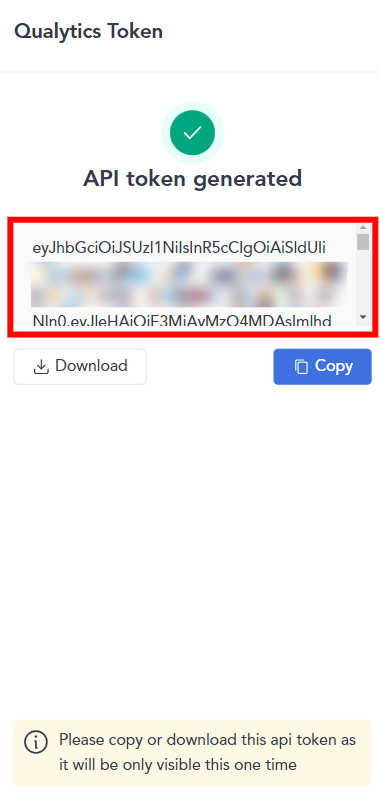 Qualytics Token
API token generated
eyJhbGciOiJSUzI1NiIsInR5cCIgOiAiSldUIi
NIn0.eyJleHAiOjE3MjAyMzQ4MDAsImlhd
Download
Copy
Please copy or download this api token as
it will be only visible this one time